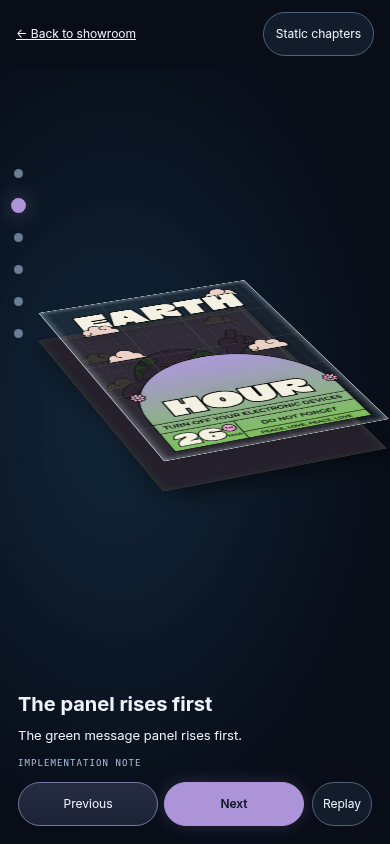 ← Back to showroom
Static chapters
EARTH
HOUR
TURN OFF YOUR ELECTRONIC DEVICES
26
DO NOT FORGET
PEACE, LOVE, PEACE, LOVE
The panel rises first
The green message panel rises first.
IMPLEMENTATION NOTE
Previous
Next
Replay